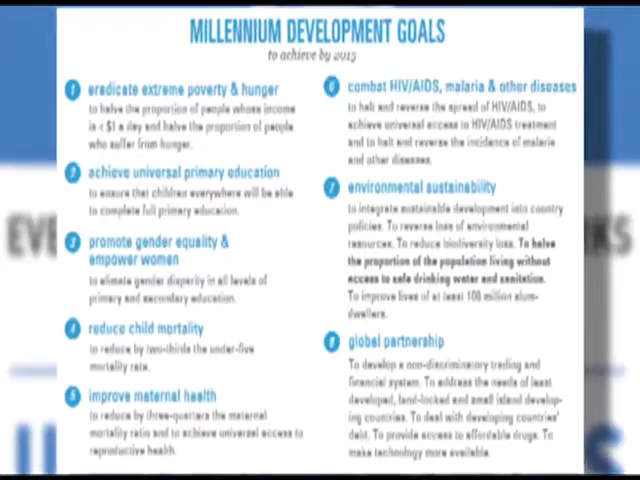 MILLENNIUM DEVELOPMENT GOALS
to achieve by 2015
1 eradicate extreme poverty & hunger
to halve the proportion of people whose income
is < $1 a day and halve the proportion of people
who suffer from hunger.
2 achieve universal primary education
to ensure that children everywhere will be able
to complete full primary education.
3 promote gender equality &
empower women
to elimate gender disparity in all levels of
primary and secondary education.
4 reduce child mortality
to reduce by two-thirds the under-five
mortality rate.
5 improve maternal health
to reduce by three-quarters the maternal
mortality ratio and to achieve universal access to
reproductive health.
6 combat HIV/AIDS, malaria & other diseases
to halt and reverse the spread of HIV/AIDS, to
achieve universal access to HIV/AIDS treatment
and to halt and reverse the incidence of malaria
and other diseases.
7 environmental sustainability
to integrate sustainable development into country
policies. To reverse loss of environmental
resources. To reduce biodiversity loss. To halve
the proportion of the population living without
access to safe drinking water and sanitation.
To improve lives of at least 100 million slum-
dwellers.
8 global partnership
To develop a non-discriminatory trading and
financial system. To address the needs of least
developed, land-locked and small island develop-
ing countries. To deal with developing countries'
debt. To provide access to affordable drugs. To
make technology more available.
EVE
KS